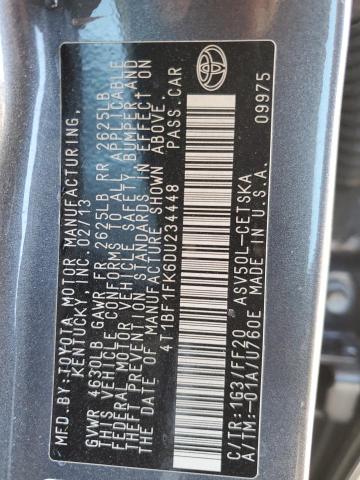 MFD.BY:TOYOTA MOTOR MANUFACTURING,
KENTUCKY, INC. 02/13
GVWR 4630LB GAWR FR 2625LB RR 2625LB
THIS VEHICLE CONFORMS TO ALL APPLICABLE
FEDERAL MOTOR VEHICLE SAFETY, BUMPER, AND
THEFT PREVENTION STANDARDS IN EFFECT ON
THE DATE OF MANUFACTURE SHOWN ABOVE.
4T1BF1FK6DU234448 PASS.CAR
C/TR:1G3/FF20 ASV50L-CETSKA
A/TM:-01A/U760E MADE IN U.S.A.
09975
TOYOTA